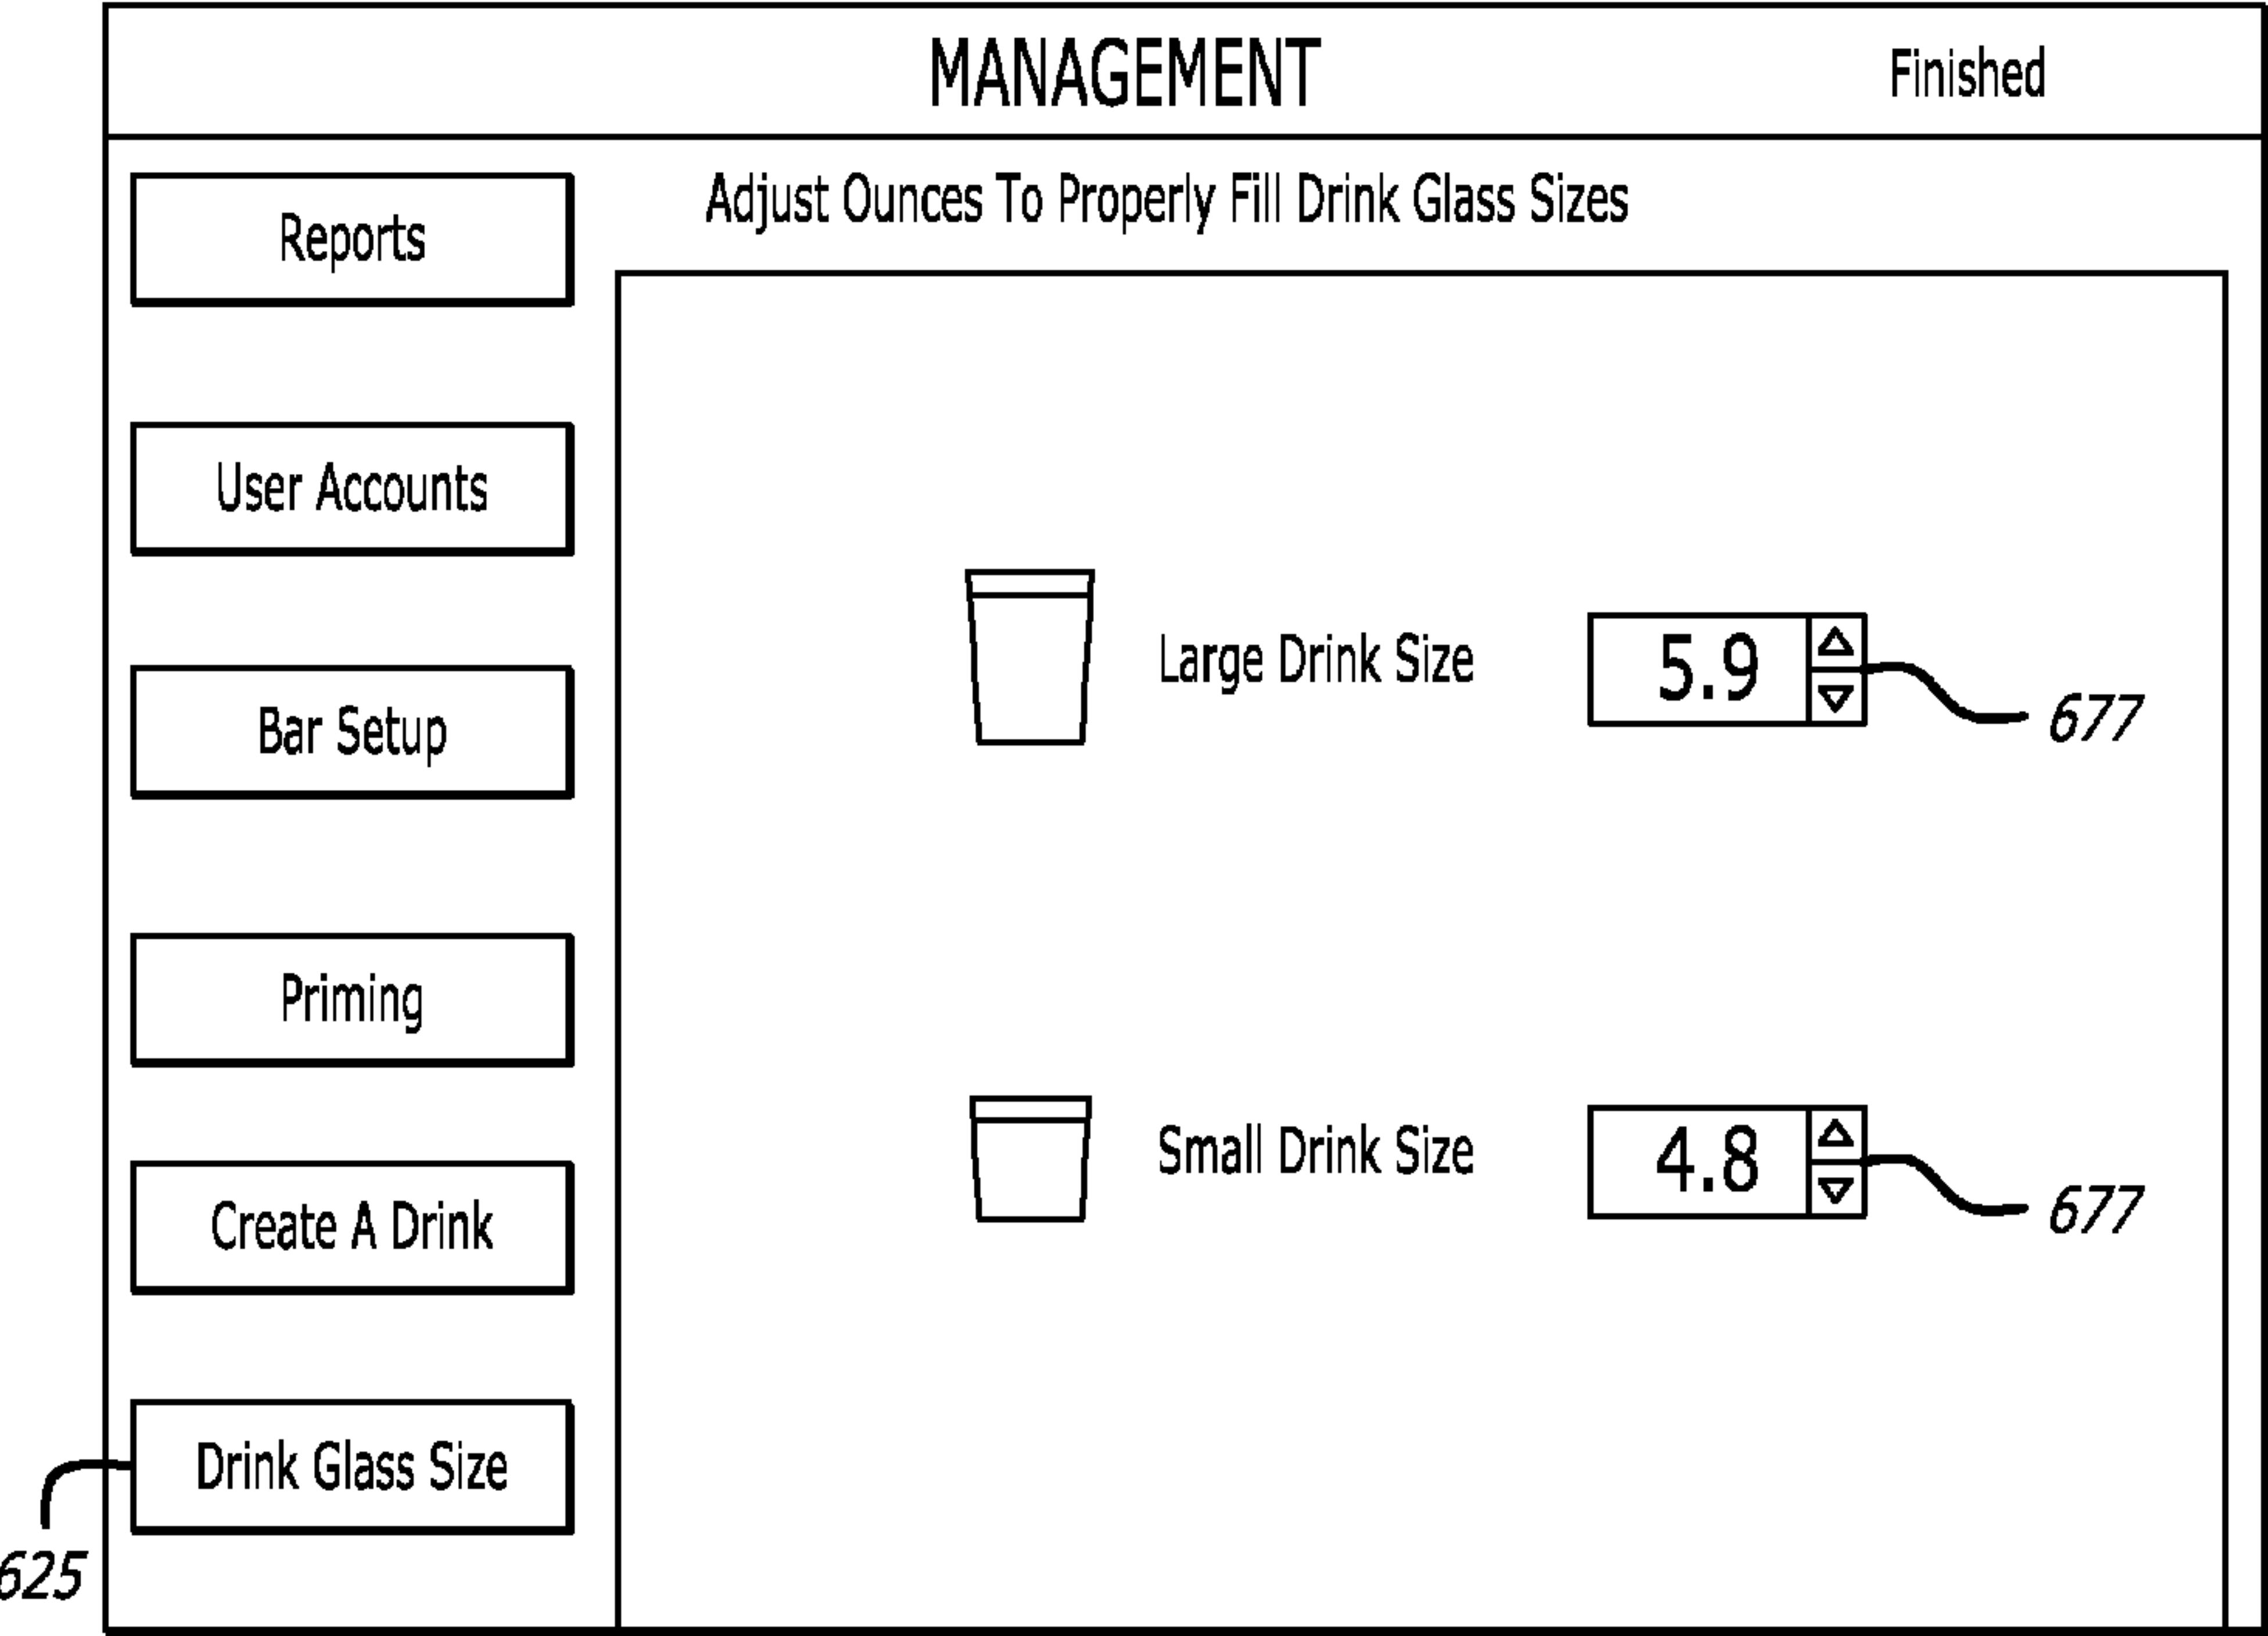 MANAGEMENT
Finished
Reports
User Accounts
Bar Setup
Priming
Create A Drink
Drink Glass Size
625
Adjust Ounces To Properly Fill Drink Glass Sizes
Large Drink Size
5.9
677
Small Drink Size
4.8
677